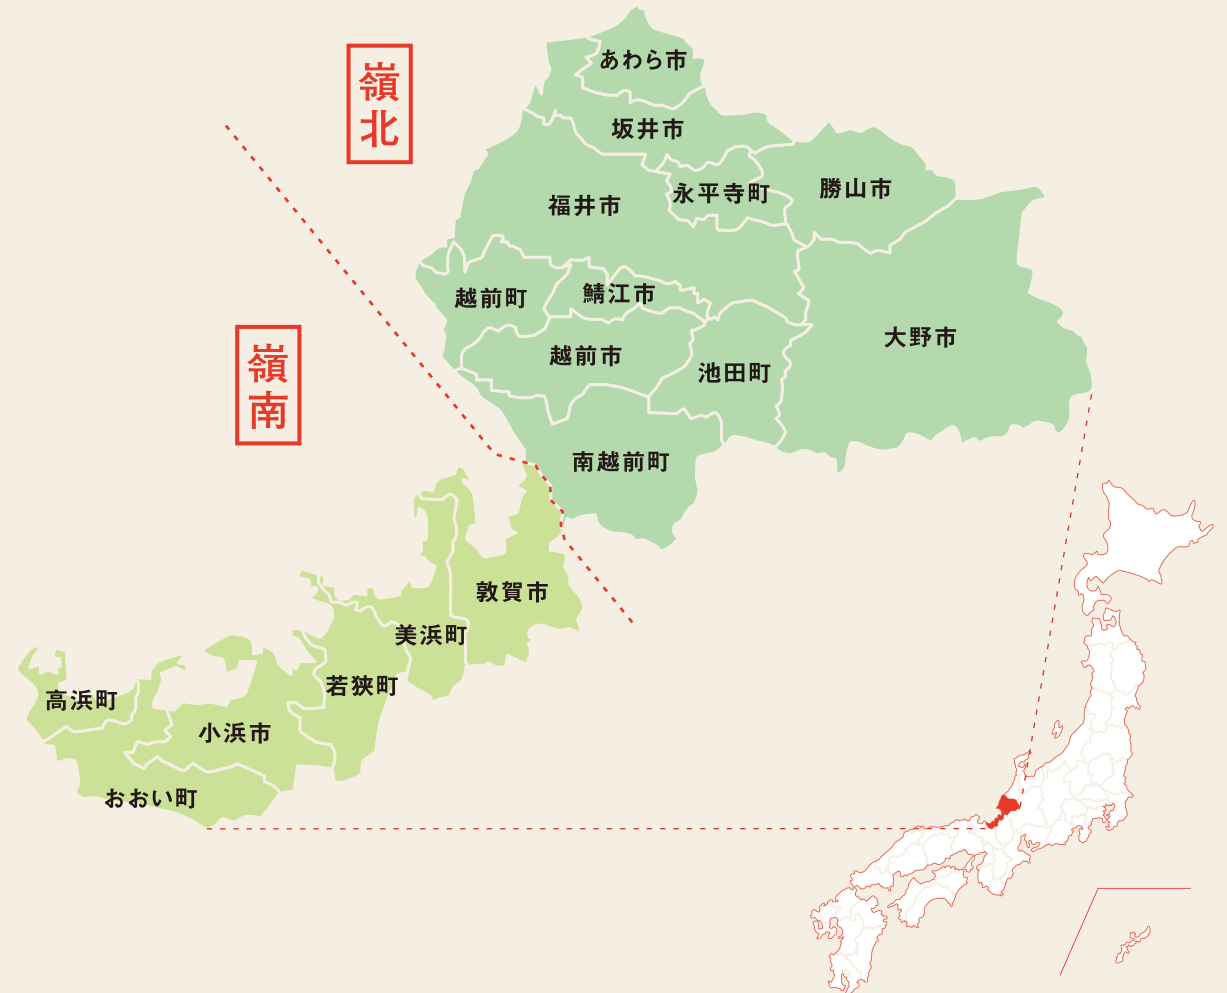 嶺北
嶺南
あわら市
坂井市
永平寺町
勝山市
福井市
越前町
鯖江市
大野市
越前市
池田町
南越前町
敦賀市
美浜町
若狭町
高浜町
小浜市
おおい町